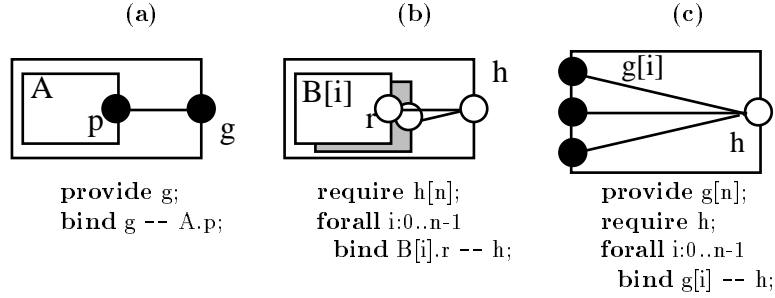 (a) (b) (c)
A p g
B[i] r h
g[i] h
provide g;
bind g -- A.p;
require h[n];
forall i:0..n-1
bind B[i].r -- h;
provide g[n];
require h;
forall i:0..n-1
bind g[i] -- h;